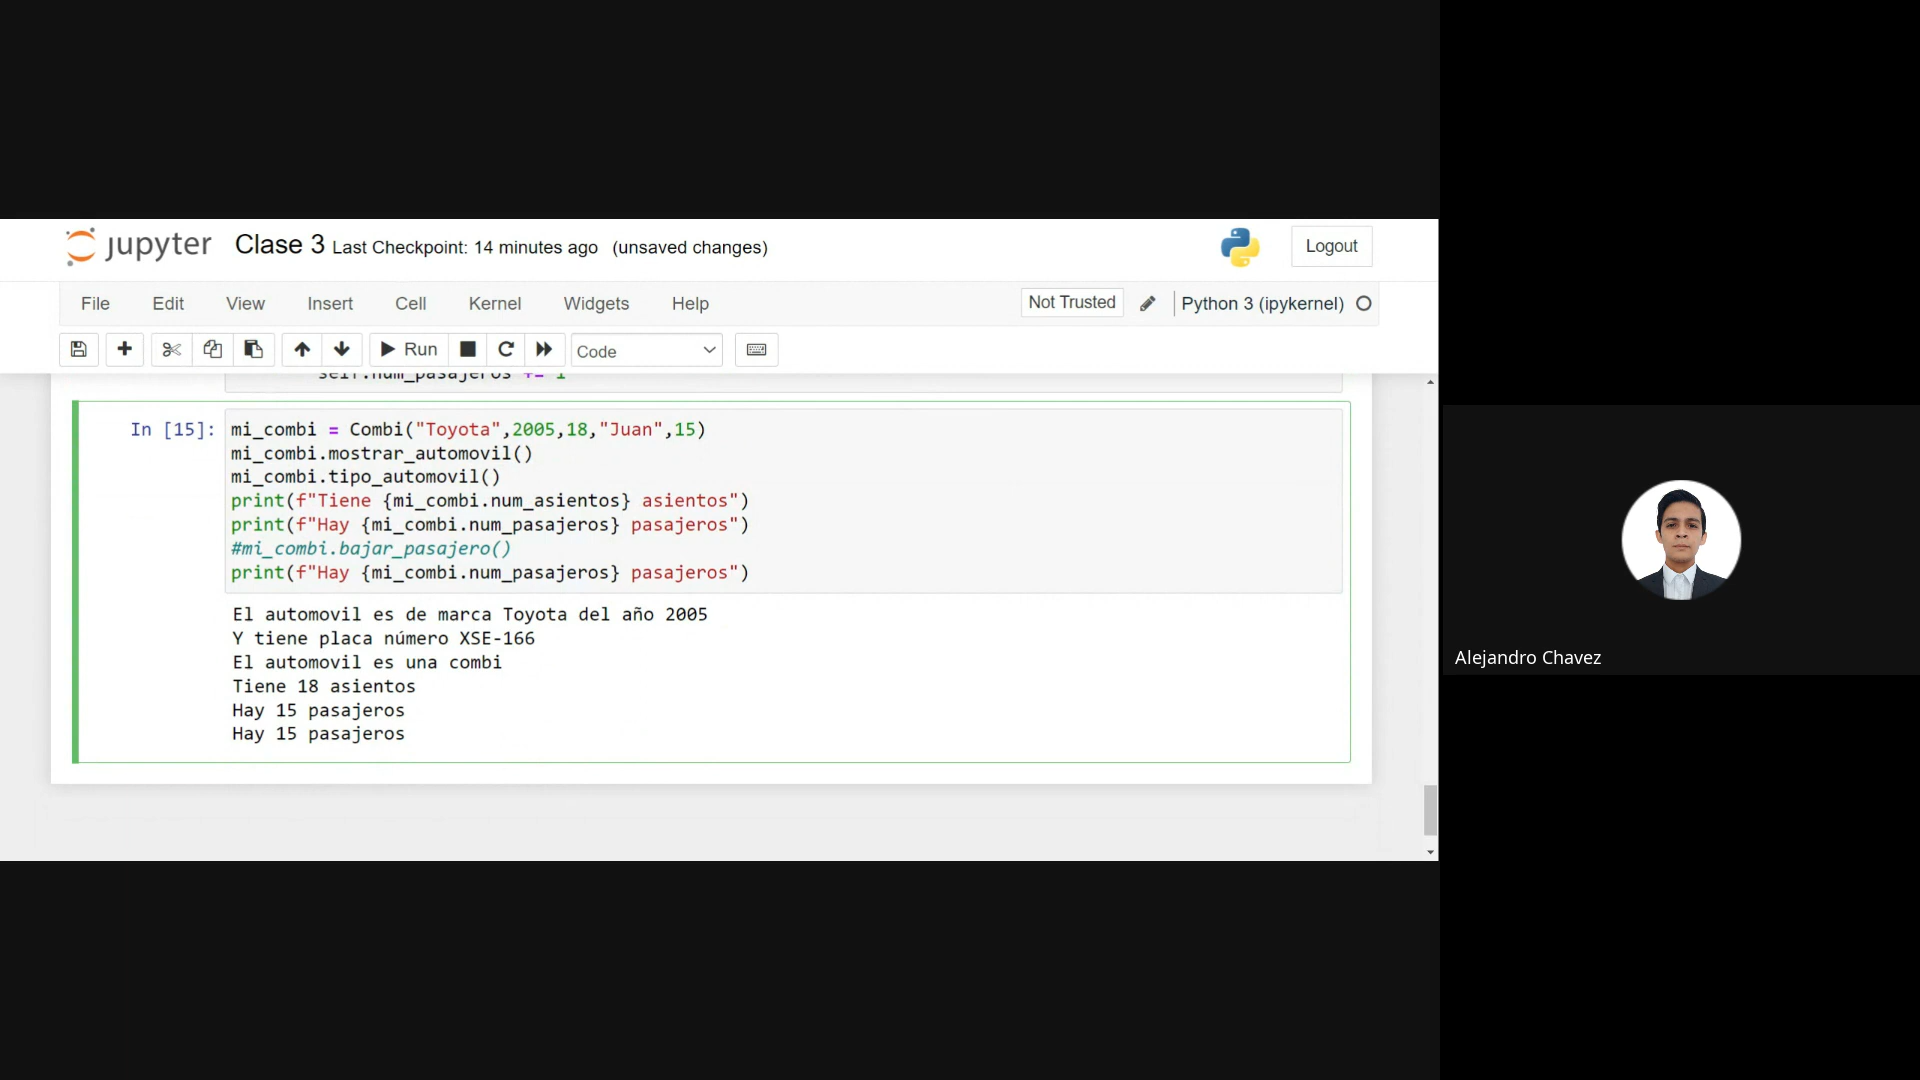 jupyter Clase 3 Last Checkpoint: 14 minutes ago (unsaved changes)
Logout
File Edit View Insert Cell Kernel Widgets Help
Not Trusted
Python 3 (ipykernel)
Run
Code
self.num_pasajeros += 1
In [15]:
mi_combi = Combi("Toyota",2005,18,"Juan",15)
mi_combi.mostrar_automovil()
mi_combi.tipo_automovil()
print(f"Tiene {mi_combi.num_asientos} asientos")
print(f"Hay {mi_combi.num_pasajeros} pasajeros")
#mi_combi.bajar_pasajero()
print(f"Hay {mi_combi.num_pasajeros} pasajeros")
El automovil es de marca Toyota del año 2005
Y tiene placa número XSE-166
El automovil es una combi
Tiene 18 asientos
Hay 15 pasajeros
Hay 15 pasajeros
Alejandro Chavez